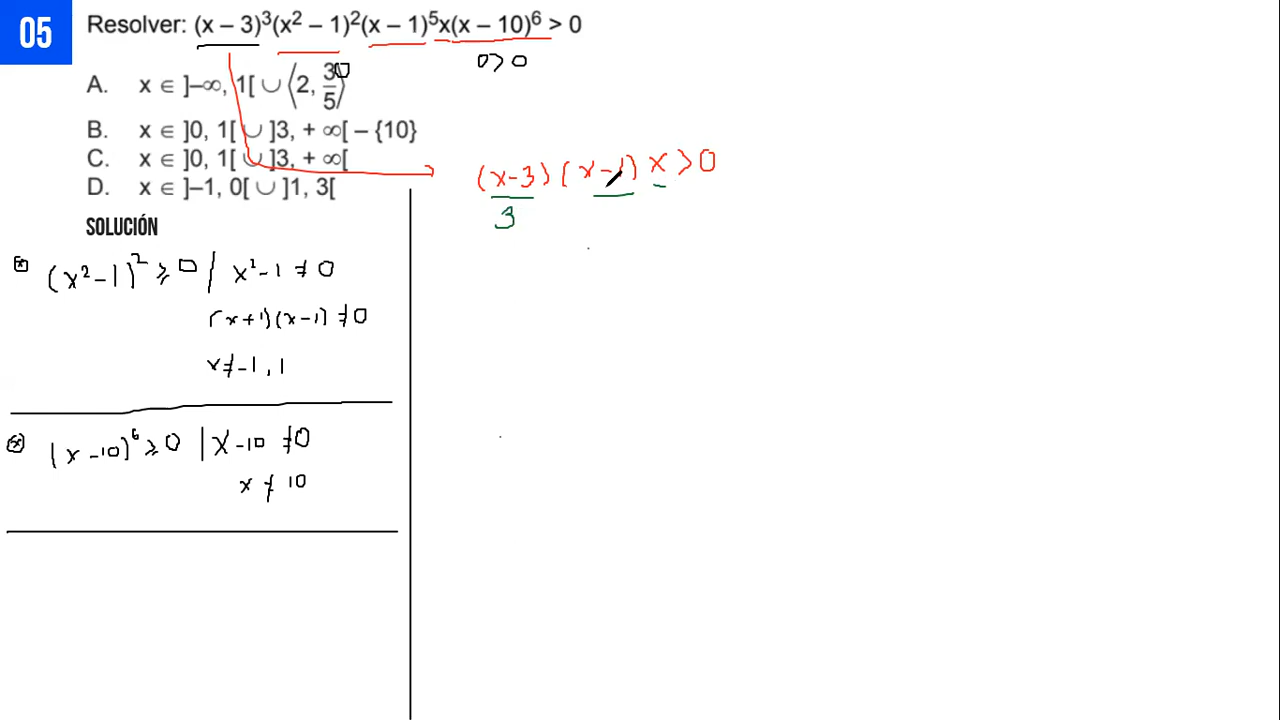 05
Resolver: (x – 3)³(x² – 1)²(x – 1)⁵x(x – 10)⁶ > 0
0 > 0
A. x ∈ ]–∞, 1[ ∪ ⟨2, 3/5⟩
0
B. x ∈ ]0, 1[ ∪ ]3, + ∞[ – {10}
C. x ∈ ]0, 1[ ∪ ]3, + ∞[
D. x ∈ ]–1, 0[ ∪ ]1, 3[
SOLUCIÓN
(x² – 1)² ≥ 0 / x² – 1 ≠ 0
(x + 1)(x – 1) ≠ 0
x ≠ –1, 1
(x – 10)⁶ ≥ 0 | x – 10 ≠ 0
x ≠ 10
(x – 3)(x – 1) x > 0
3